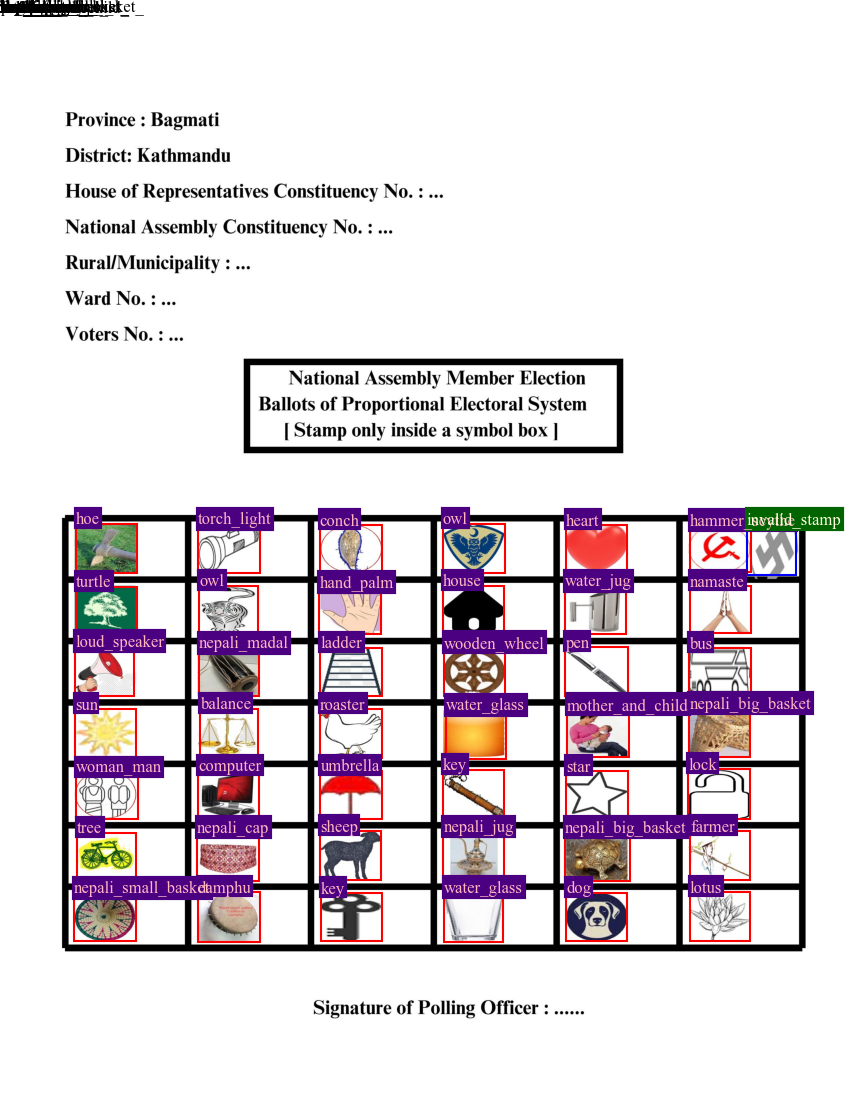 Province : Bagmati
District: Kathmandu
House of Representatives Constituency No. : ...
National Assembly Constituency No. : ...
Rural/Municipality : ...
Ward No. : ...
Voters No. : ...
National Assembly Member Election
Ballots of Proportional Electoral System
[ Stamp only inside a symbol box ]
hoe torch_light conch owl heart hammer invalid_stamp
turtle owl hand_palm house water_jug namaste
loud_speaker nepali_madal ladder wooden_wheel pen bus
sun balance roaster water_glass mother_and_child nepali_big_basket
woman_man computer umbrella key star lock
tree nepali_cap sheep nepali_jug nepali_big_basket farmer
nepali_small_basket damphu key water_glass dog lotus
Signature of Polling Officer : ......